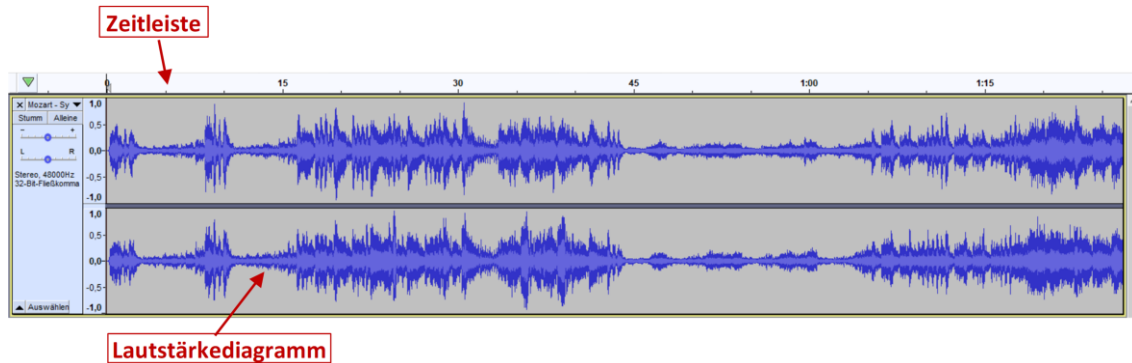 Zeitleiste
0 15 30 45 1:00 1:15
Mozart - Sy
Stumm Alleine
- +
L R
Stereo, 48000Hz
32-Bit-Fließkomma
1,0
0,5-
0,0-
-0,5-
-1,0
1,0
0,5-
0,0-
-0,5-
-1,0
Auswählen
Lautstärkediagramm